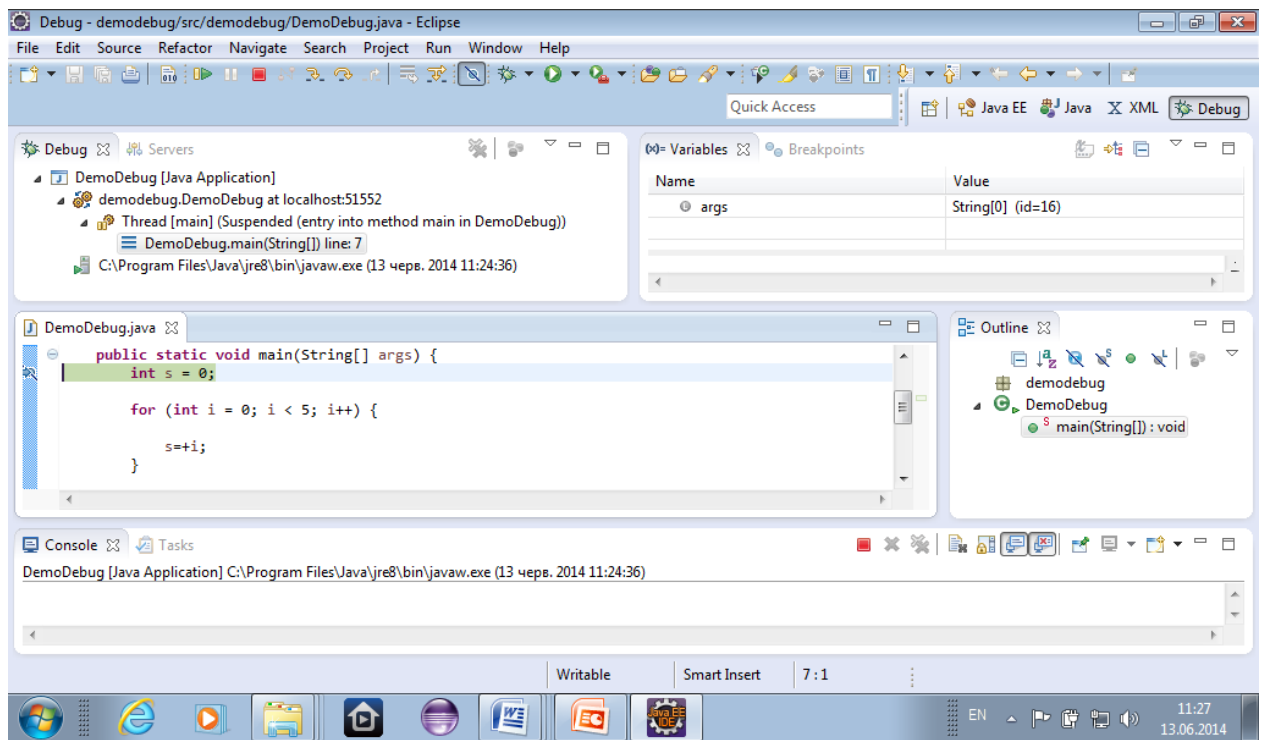 Debug - demodebug/src/demodebug/DemoDebug.java - Eclipse
File Edit Source Refactor Navigate Search Project Run Window Help
Quick Access
Java EE Java XML Debug
Debug Servers
DemoDebug [Java Application]
demodebug.DemoDebug at localhost:51552
Thread [main] (Suspended (entry into method main in DemoDebug))
DemoDebug.main(String[]) line: 7
C:\Program Files\Java\jre8\bin\javaw.exe (13 черв. 2014 11:24:36)
(x)= Variables Breakpoints
Name Value
args String[0] (id=16)
DemoDebug.java
public static void main(String[] args) {
int s = 0;
for (int i = 0; i < 5; i++) {
s=+i;
}
Outline
demodebug
DemoDebug
main(String[]) : void
Console Tasks
DemoDebug [Java Application] C:\Program Files\Java\jre8\bin\javaw.exe (13 черв. 2014 11:24:36)
Writable Smart Insert 7 : 1
Java EE
IDE
EN
11:27
13.06.2014